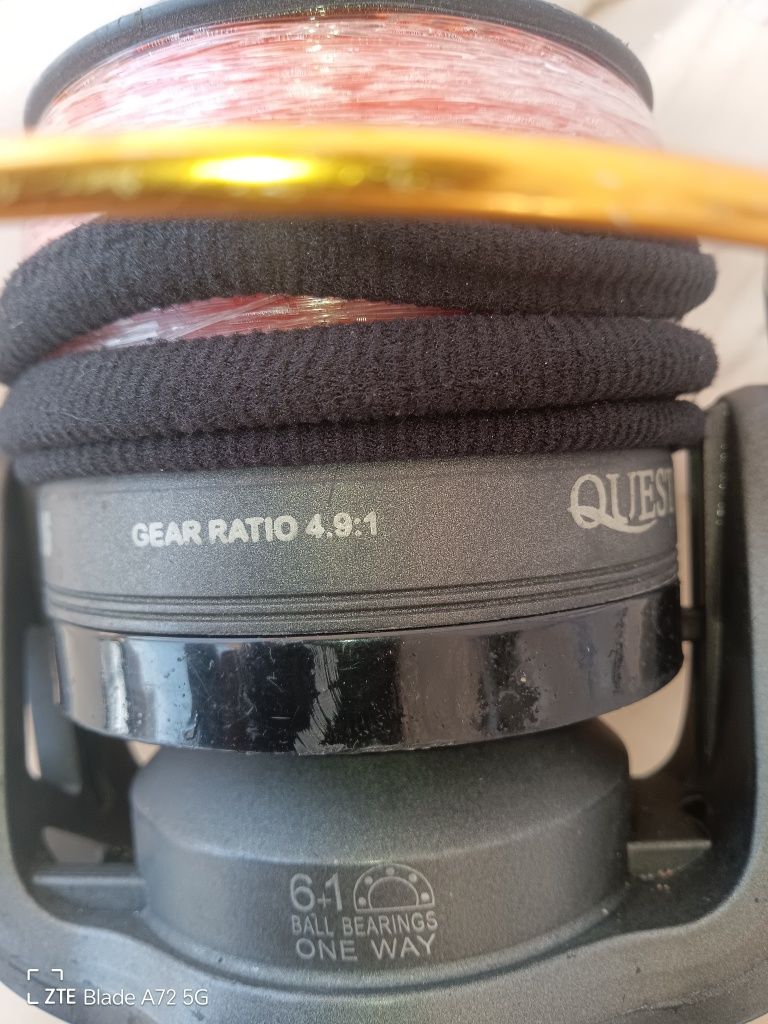 GEAR RATIO 4.9:1
QUEST
6+1
BALL BEARINGS
ONE WAY
ZTE Blade A72 5G